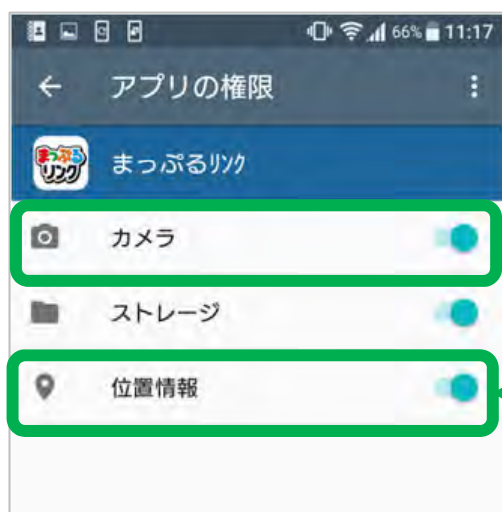 66% 11:17
アプリの権限
まっぷる
リンク
まっぷるﾘﾝｸ
カメラ
ストレージ
位置情報